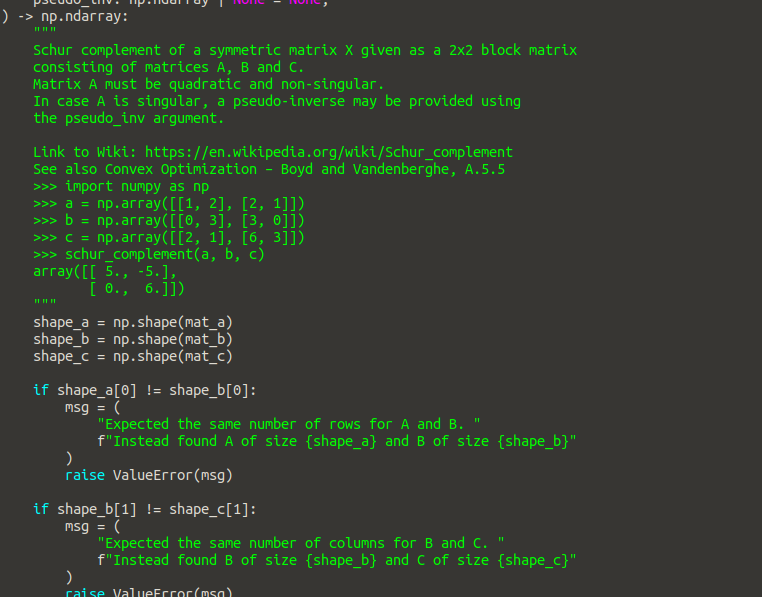 pseudo_inv: np.ndarray | None = None,
) -> np.ndarray:
    """
    Schur complement of a symmetric matrix X given as a 2x2 block matrix
    consisting of matrices A, B and C.
    Matrix A must be quadratic and non-singular.
    In case A is singular, a pseudo-inverse may be provided using
    the pseudo_inv argument.

    Link to Wiki: https://en.wikipedia.org/wiki/Schur_complement
    See also Convex Optimization – Boyd and Vandenberghe, A.5.5
    >>> import numpy as np
    >>> a = np.array([[1, 2], [2, 1]])
    >>> b = np.array([[0, 3], [3, 0]])
    >>> c = np.array([[2, 1], [6, 3]])
    >>> schur_complement(a, b, c)
    array([[ 5., -5.],
           [ 0.,  6.]])
    """
    shape_a = np.shape(mat_a)
    shape_b = np.shape(mat_b)
    shape_c = np.shape(mat_c)

    if shape_a[0] != shape_b[0]:
        msg = (
            "Expected the same number of rows for A and B. "
            f"Instead found A of size {shape_a} and B of size {shape_b}"
        )
        raise ValueError(msg)

    if shape_b[1] != shape_c[1]:
        msg = (
            "Expected the same number of columns for B and C. "
            f"Instead found B of size {shape_b} and C of size {shape_c}"
        )
        raise ValueError(msg)